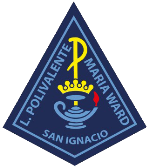 L. POLIVALENTE
MARIA WARD
SAN IGNACIO